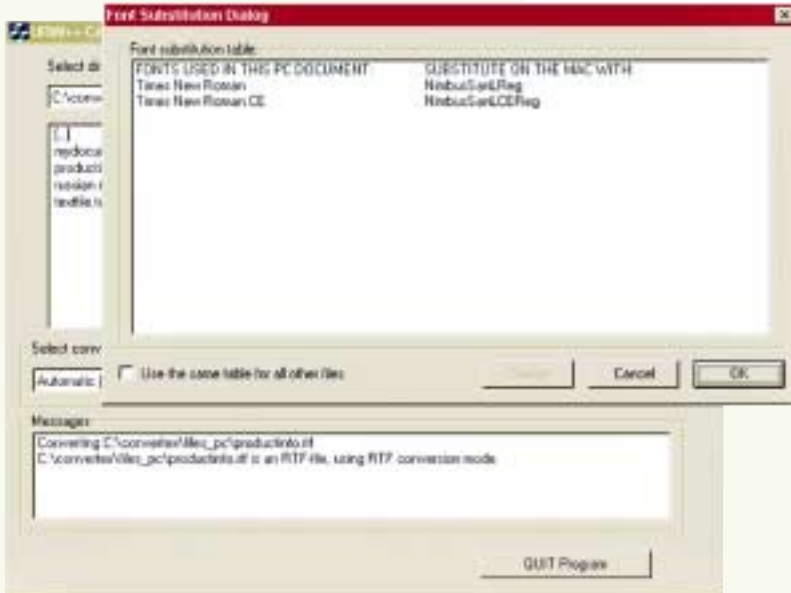 Font Substitution Dialog
Select di
C:\conve
Font substitution table:
FONTS USED IN THIS PC DOCUMENT SUBSTITUTE ON THE MAC WITH
Times New Roman NimbusSanLReg
Times New Roman CE NimbusSanLCEReg
[..]
mydocu
producti
russian
textfile
Select conv
Automatic
Use the same table for all other files
Cancel
OK
Messages
Converting C:\convertex\files_pc\productinfo.rtf
C:\convertex\files_pc\productinfo.rtf is an RTF-file, using RTF conversion mode
QUIT Program